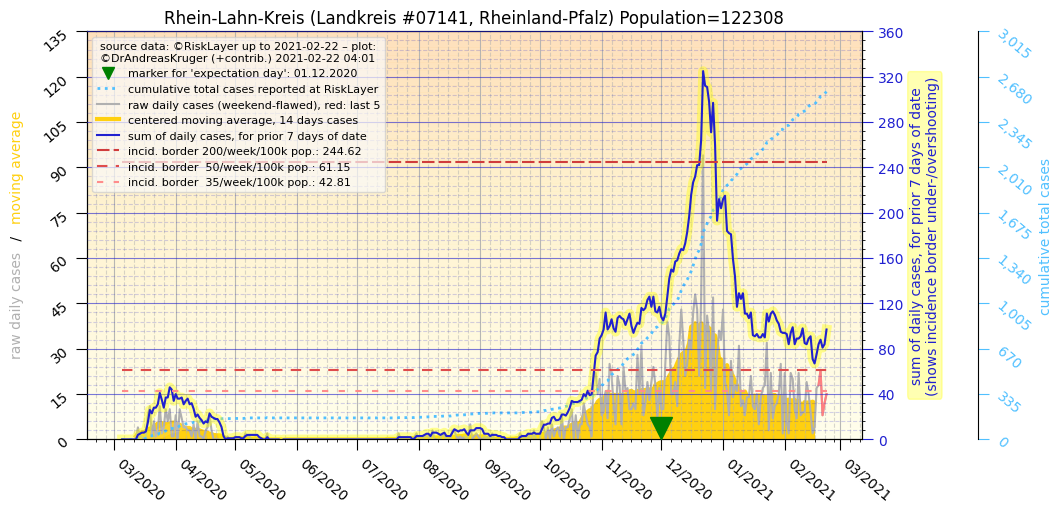 Rhein-Lahn-Kreis (Landkreis #07141, Rheinland-Pfalz) Population=122308
source data: ©RiskLayer up to 2021-02-22 – plot:
©DrAndreasKruger (+contrib.) 2021-02-22 04:01
marker for 'expectation day': 01.12.2020
cumulative total cases reported at RiskLayer
raw daily cases (weekend-flawed), red: last 5
centered moving average, 14 days cases
sum of daily cases, for prior 7 days of date
incid. border 200/week/100k pop.: 244.62
incid. border  50/week/100k pop.: 61.15
incid. border  35/week/100k pop.: 42.81
raw daily cases / moving average
135
120
105
90
75
60
45
30
15
0
03/2020
04/2020
05/2020
06/2020
07/2020
08/2020
09/2020
10/2020
11/2020
12/2020
01/2021
02/2021
03/2021
360
320
280
240
200
160
120
80
40
0
sum of daily cases, for prior 7 days of date
(shows incidence border under-/overshooting)
3,015
2,680
2,345
2,010
1,675
1,340
1,005
670
335
0
cumulative total cases